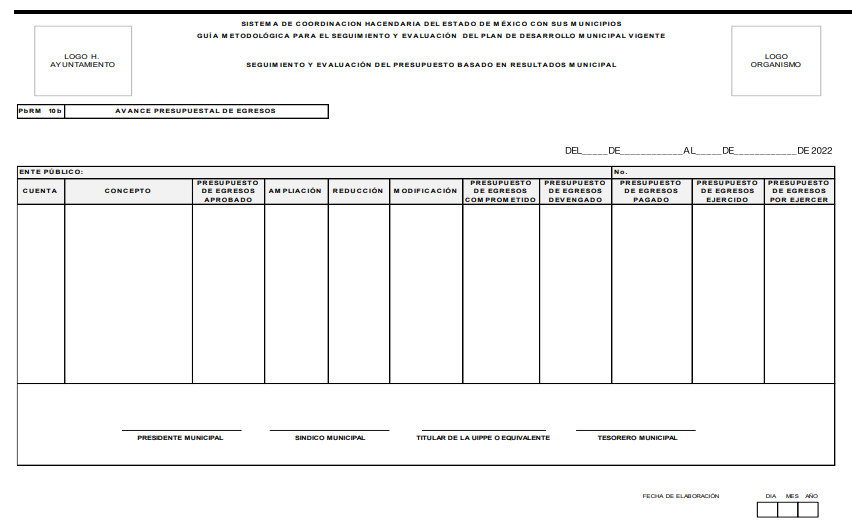 SISTEMA DE COORDINACION HACENDARIA DEL ESTADO DE MÉXICO CON SUS MUNICIPIOS
GUÍA METODOLÓGICA PARA EL SEGUIMIENTO Y EVALUACIÓN DEL PLAN DE DESARROLLO MUNICIPAL VIGENTE
LOGO H.
AYUNTAMIENTO
SEGUIMIENTO Y EVALUACIÓN DEL PRESUPUESTO BASADO EN RESULTADOS MUNICIPAL
LOGO
ORGANISMO
PbRM 10b AVANCE PRESUPUESTAL DE EGRESOS
DEL_____DE____________AL_____DE____________DE 2022
ENTE PÚBLICO: No.
CUENTA
CONCEPTO
PRESUPUESTO
DE EGRESOS
APROBADO
AMPLIACIÓN
REDUCCIÓN
MODIFICACIÓN
PRESUPUESTO
DE EGRESOS
COMPROMETIDO
PRESUPUESTO
DE EGRESOS
DEVENGADO
PRESUPUESTO
DE EGRESOS
PAGADO
PRESUPUESTO
DE EGRESOS
EJERCIDO
PRESUPUESTO
DE EGRESOS
POR EJERCER
PRESIDENTE MUNICIPAL SINDICO MUNICIPAL TITULAR DE LA UIPPE O EQUIVALENTE TESORERO MUNICIPAL
FECHA DE ELABORACIÓN DIA MES AÑO